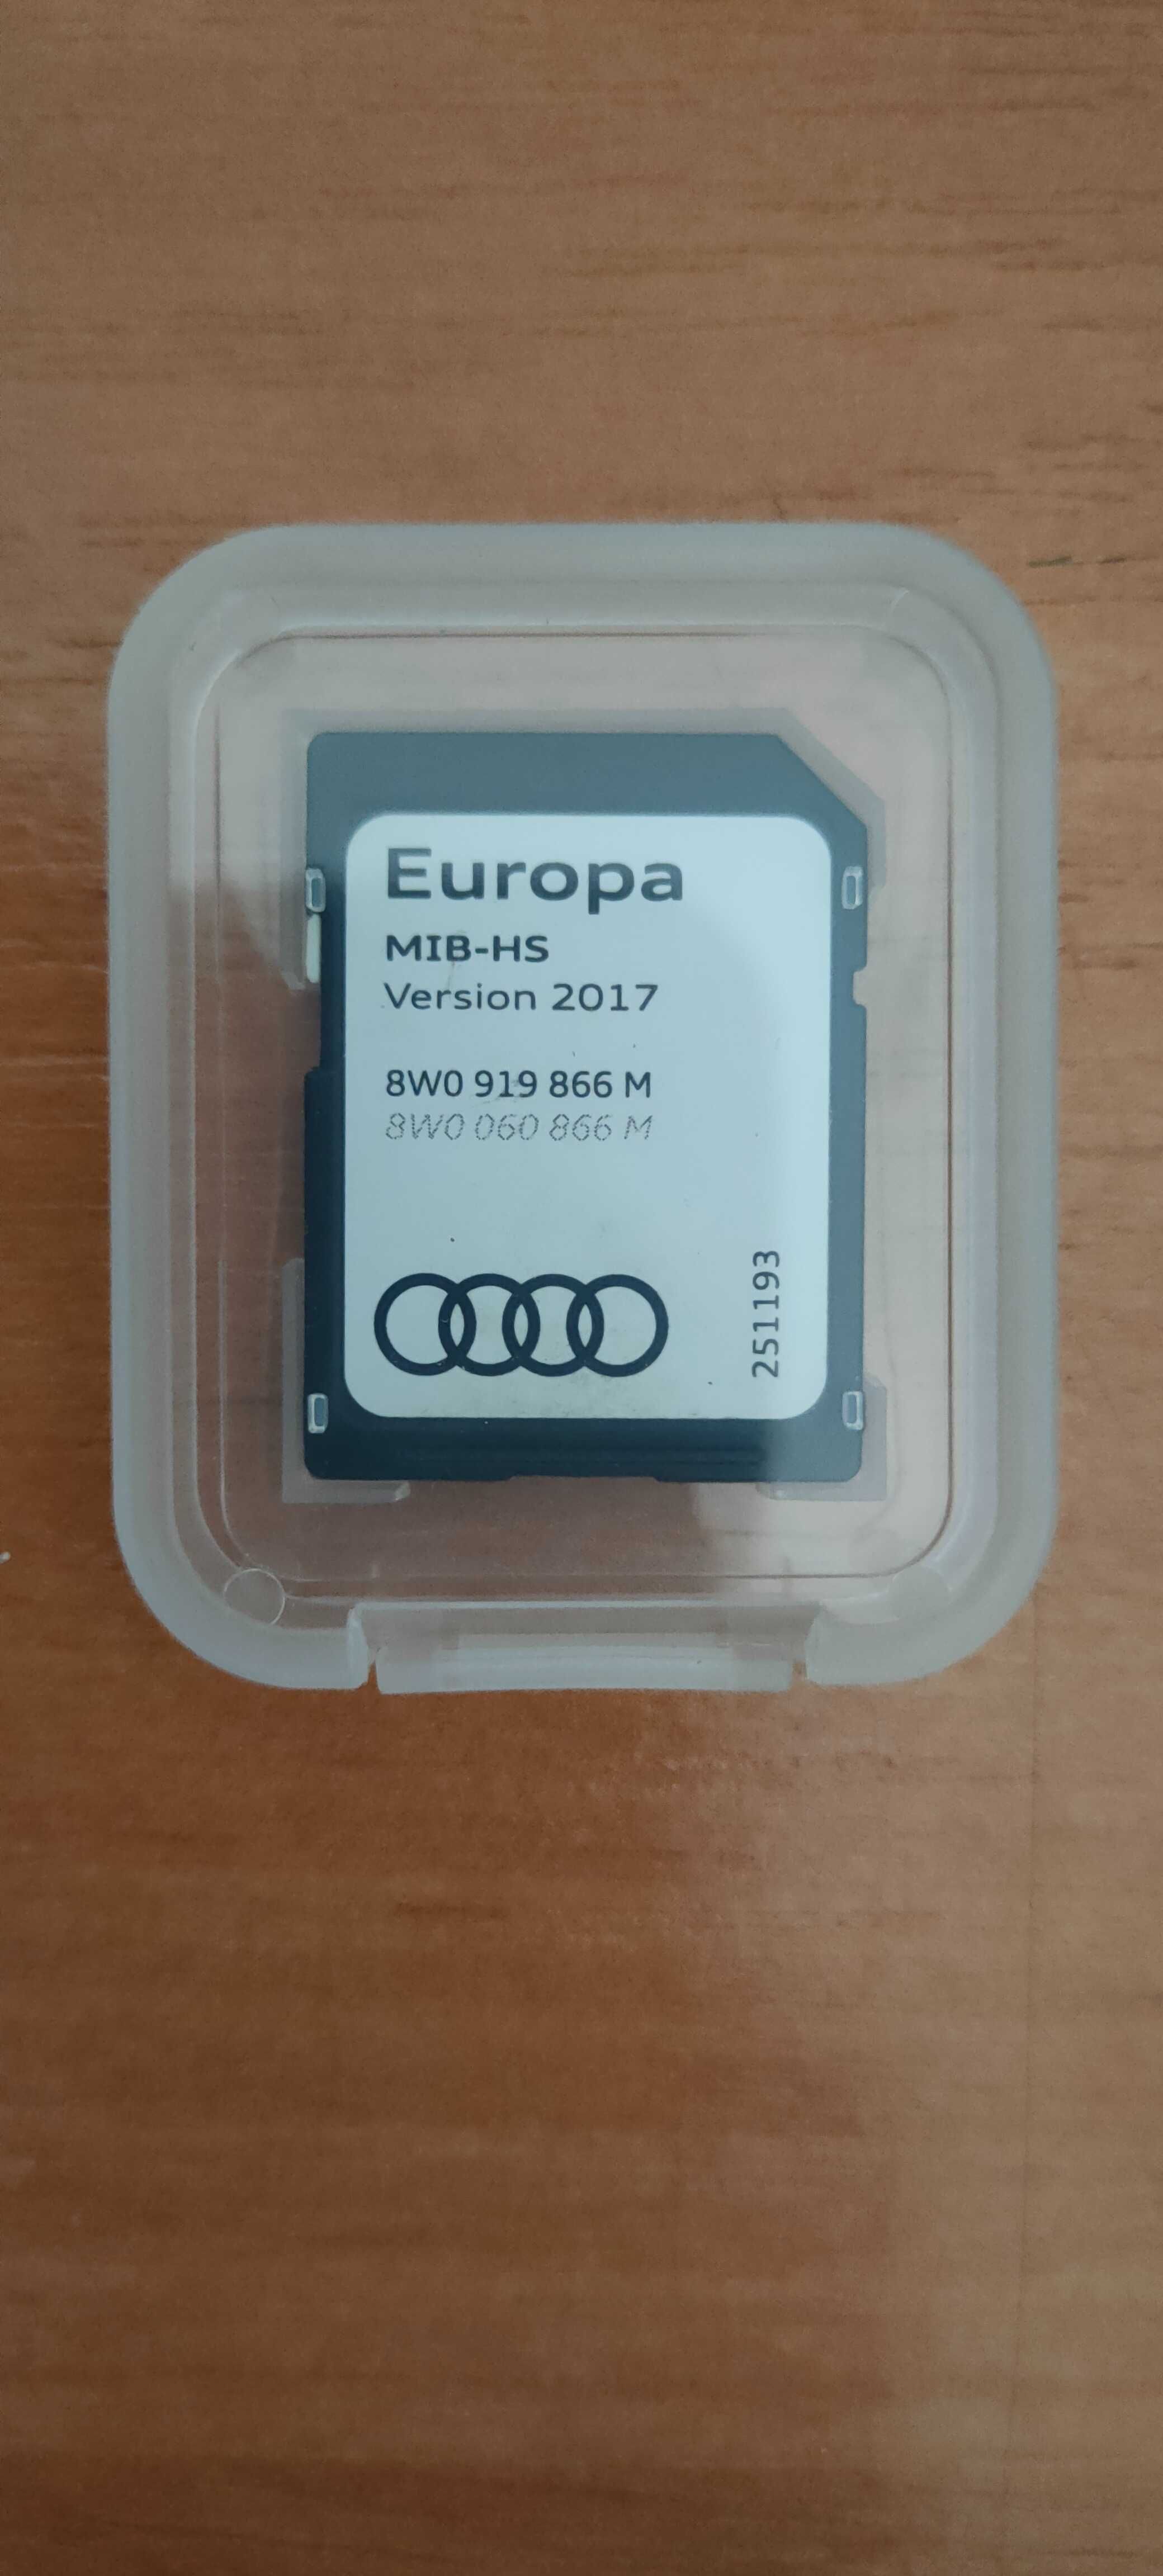 Europa
MIB-HS
Version 2017
8W0 919 866 M
8W0 060 866 M
251193